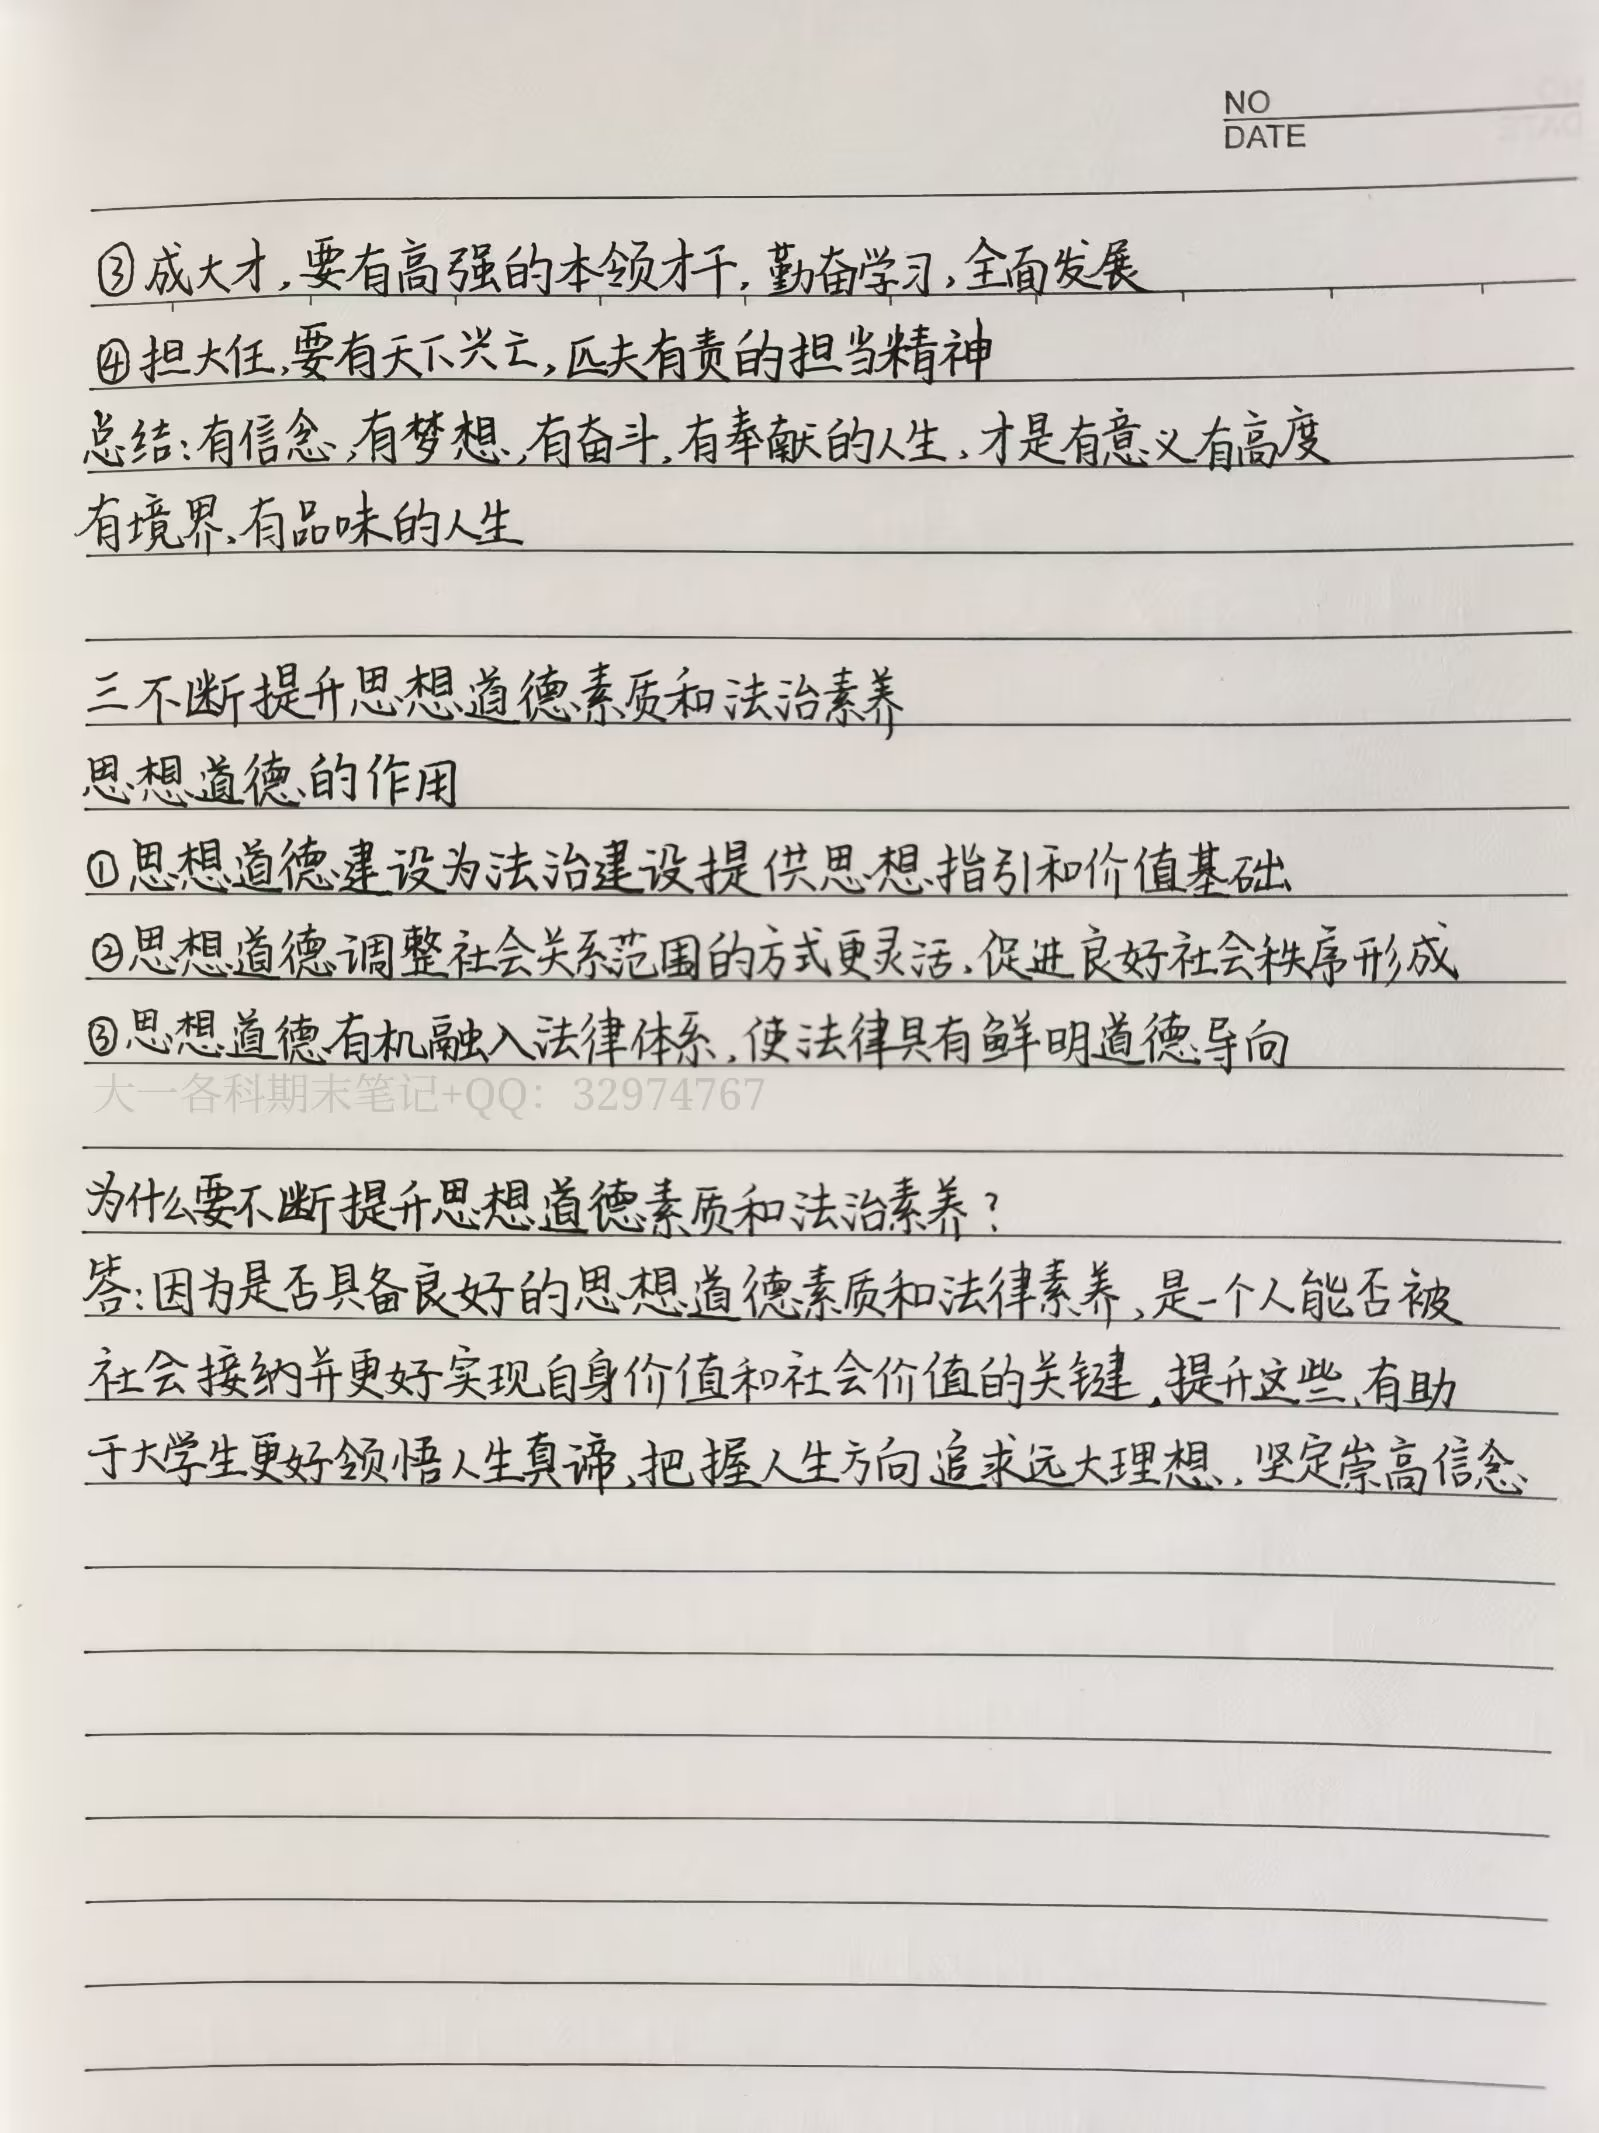 NO
DATE
③成大才,要有高强的本领才干,勤奋学习,全面发展
④担大任,要有天下兴亡,匹夫有责的担当精神
总结:有信念,有梦想,有奋斗,有奉献的人生,才是有意义有高度
有境界、有品味的人生
三不断提升思想道德素质和法治素养
思想道德的作用
①思想道德建设为法治建设提供思想指引和价值基础
②思想道德调整社会关系范围的方式更灵活,促进良好社会秩序形成
③思想道德有机融入法律体系,使法律具有鲜明道德导向
大一各科期末笔记+QQ：32974767
为什么要不断提升思想道德素质和法治素养?
答:因为是否具备良好的思想道德素质和法律素养,是一个人能否被
社会接纳并更好实现自身价值和社会价值的关键,提升这些、有助
于大学生更好领悟人生真谛,把握人生方向追求远大理想,坚定崇高信念、